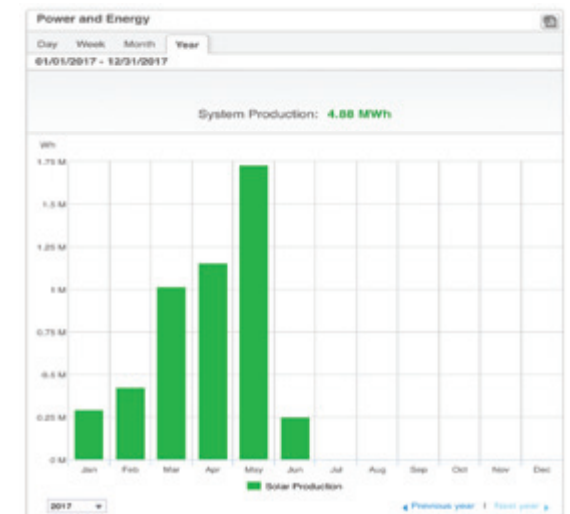 Power and Energy
Day Week Month Year
01/01/2017 - 12/31/2017
System Production: 4.88 MWh
Wh
1.75 M
1.5 M
1.25 M
1 M
0.75 M
0.5 M
0.25 M
0 M
Jan Feb Mar Apr May Jun Jul Aug Sep Oct Nov Dec
Solar Production
2017 Previous year | Next year